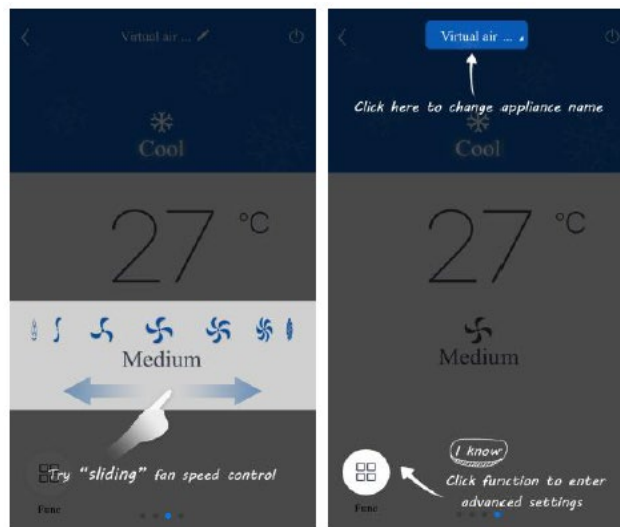 Virtual air ...
Cool
27 °C
Medium
Try "sliding" fan speed control
Func
Virtual air ...
Click here to change appliance name
Cool
27 °C
Medium
I know
Click function to enter
advanced settings
Func